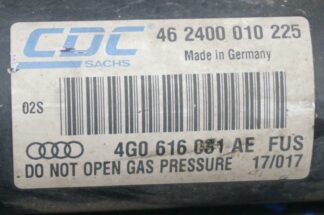 CDC
SACHS
46 2400 010 225
Made in Germany
02S
4G0 616 031 AE FUS
DO NOT OPEN GAS PRESSURE 17/017